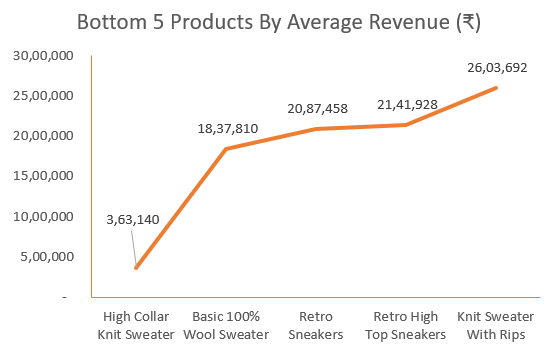 Bottom 5 Products By Average Revenue (₹)
30,00,000
25,00,000
20,00,000
15,00,000
10,00,000
5,00,000
-
3,63,140
18,37,810
20,87,458
21,41,928
26,03,692
High Collar
Knit Sweater
Basic 100%
Wool Sweater
Retro
Sneakers
Retro High
Top Sneakers
Knit Sweater
With Rips